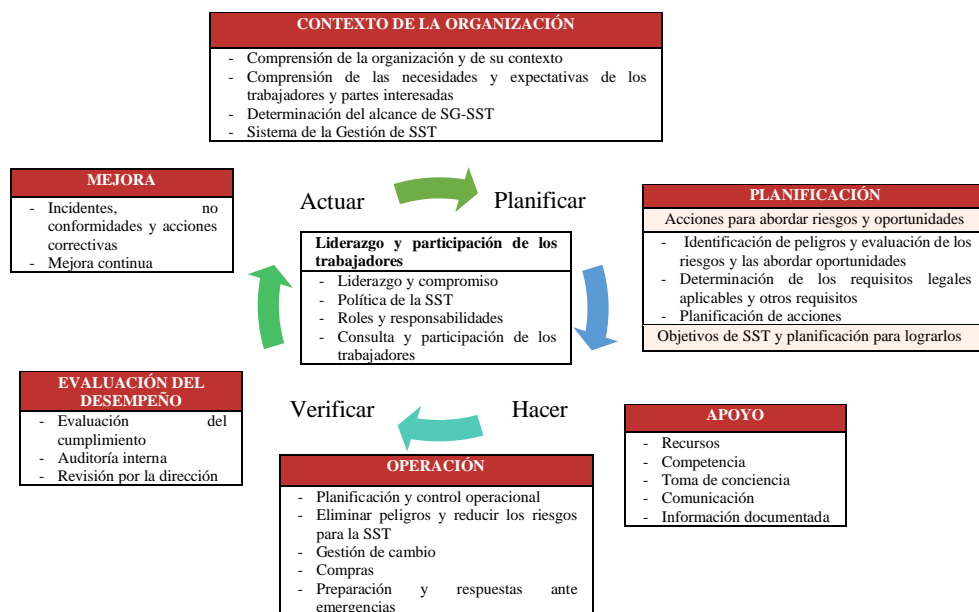 CONTEXTO DE LA ORGANIZACIÓN
- Comprensión de la organización y de su contexto
- Comprensión de las necesidades y expectativas de los
trabajadores y partes interesadas
- Determinación del alcance de SG-SST
- Sistema de la Gestión de SST
MEJORA
- Incidentes, no
conformidades y acciones
correctivas
- Mejora continua
Actuar
Planificar
PLANIFICACIÓN
Acciones para abordar riesgos y oportunidades
- Identificación de peligros y evaluación de los
riesgos y las abordar oportunidades
- Determinación de los requisitos legales
aplicables y otros requisitos
- Planificación de acciones
Objetivos de SST y planificación para lograrlos
Liderazgo y participación de los
trabajadores
- Liderazgo y compromiso
- Política de la SST
- Roles y responsabilidades
- Consulta y participación de los
trabajadores
EVALUACIÓN DEL
DESEMPEÑO
- Evaluación del
cumplimiento
- Auditoría interna
- Revisión por la dirección
Verificar
Hacer
APOYO
- Recursos
- Competencia
- Toma de conciencia
- Comunicación
- Información documentada
OPERACIÓN
- Planificación y control operacional
- Eliminar peligros y reducir los riesgos
para la SST
- Gestión de cambio
- Compras
- Preparación y respuestas ante
emergencias